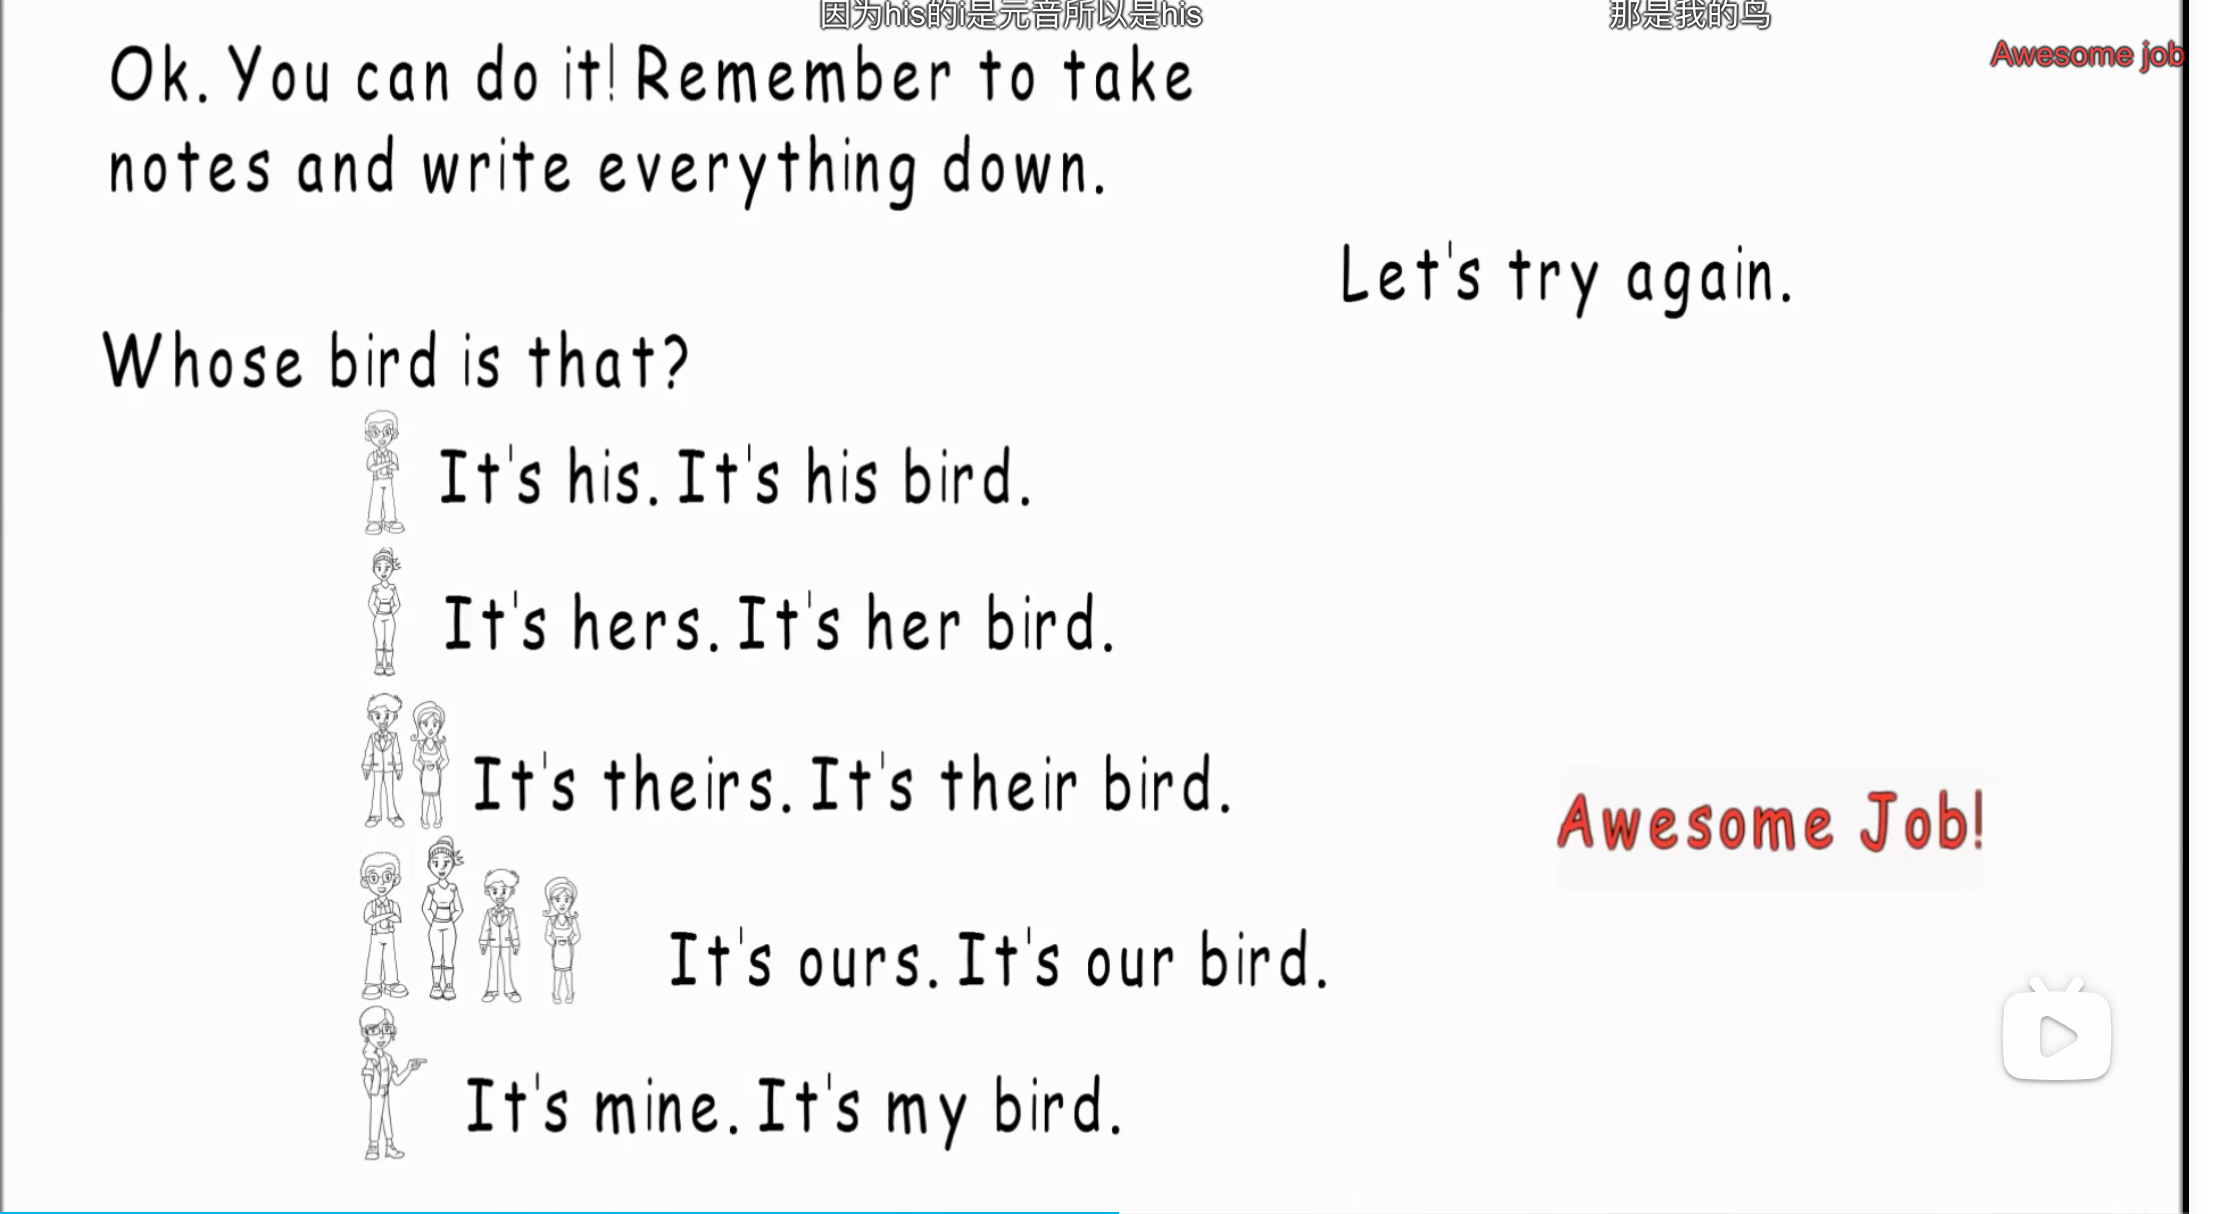 因为his的i是元音所以是his
那是我的鸟
Awesome job
Ok. You can do it! Remember to take
notes and write everything down.
Let's try again.
Whose bird is that?
It's his. It's his bird.
It's hers. It's her bird.
It's theirs. It's their bird.
Awesome Job!
It's ours. It's our bird.
It's mine. It's my bird.